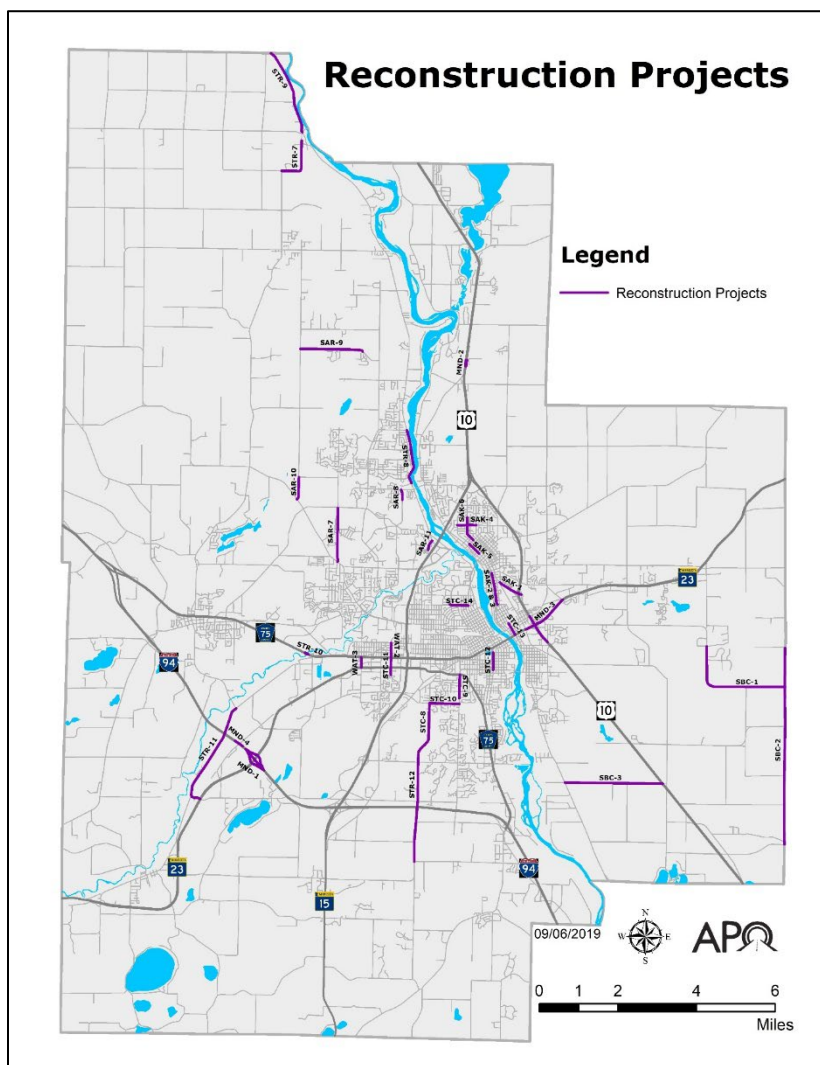 Reconstruction Projects
STR-9
STR-7
Legend
Reconstruction Projects
SAR-9
MND-2
10
STR-8
SAR-10
SAR-8
SAR-7
SAK-4
SAK-5
SAR-11
SAK-2 & 3
SAK-1
23
STC-14
MND-3
STC-13
75
STR-10
WAT-3
STC-11
WAT-2
STC-12
94
SBC-1
STC-9
STC-10
STC-8
10
75
SBC-2
MND-4
STR-11
MND-1
STR-12
SBC-3
23
94
15
09/06/2019
N
W
E
S
APO
0 1 2 4 6
Miles